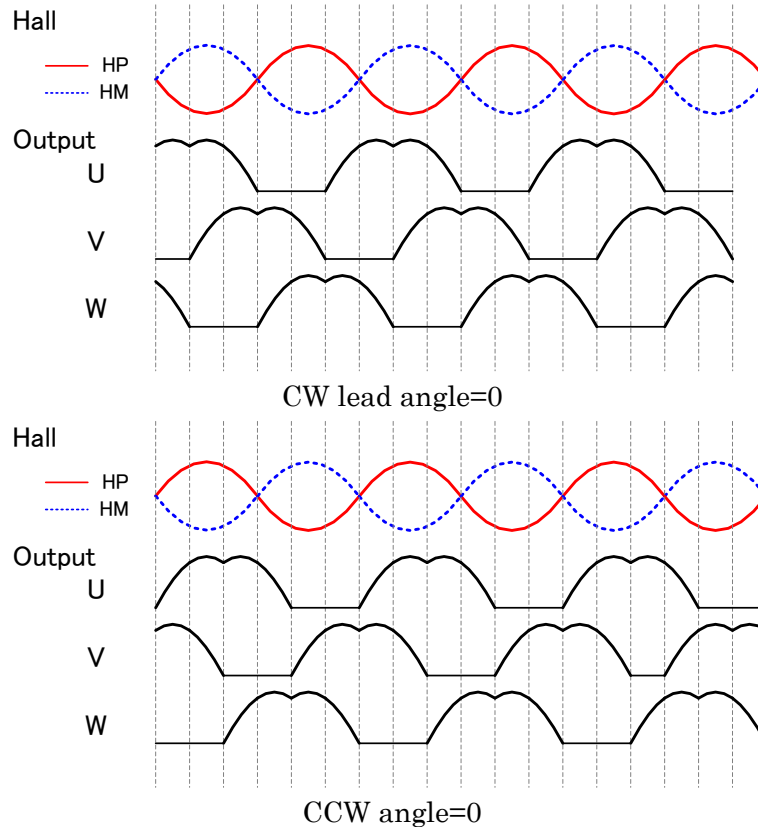 Hall
HP
HM
Output
U
V
W
CW lead angle=0
Hall
HP
HM
Output
U
V
W
CCW angle=0